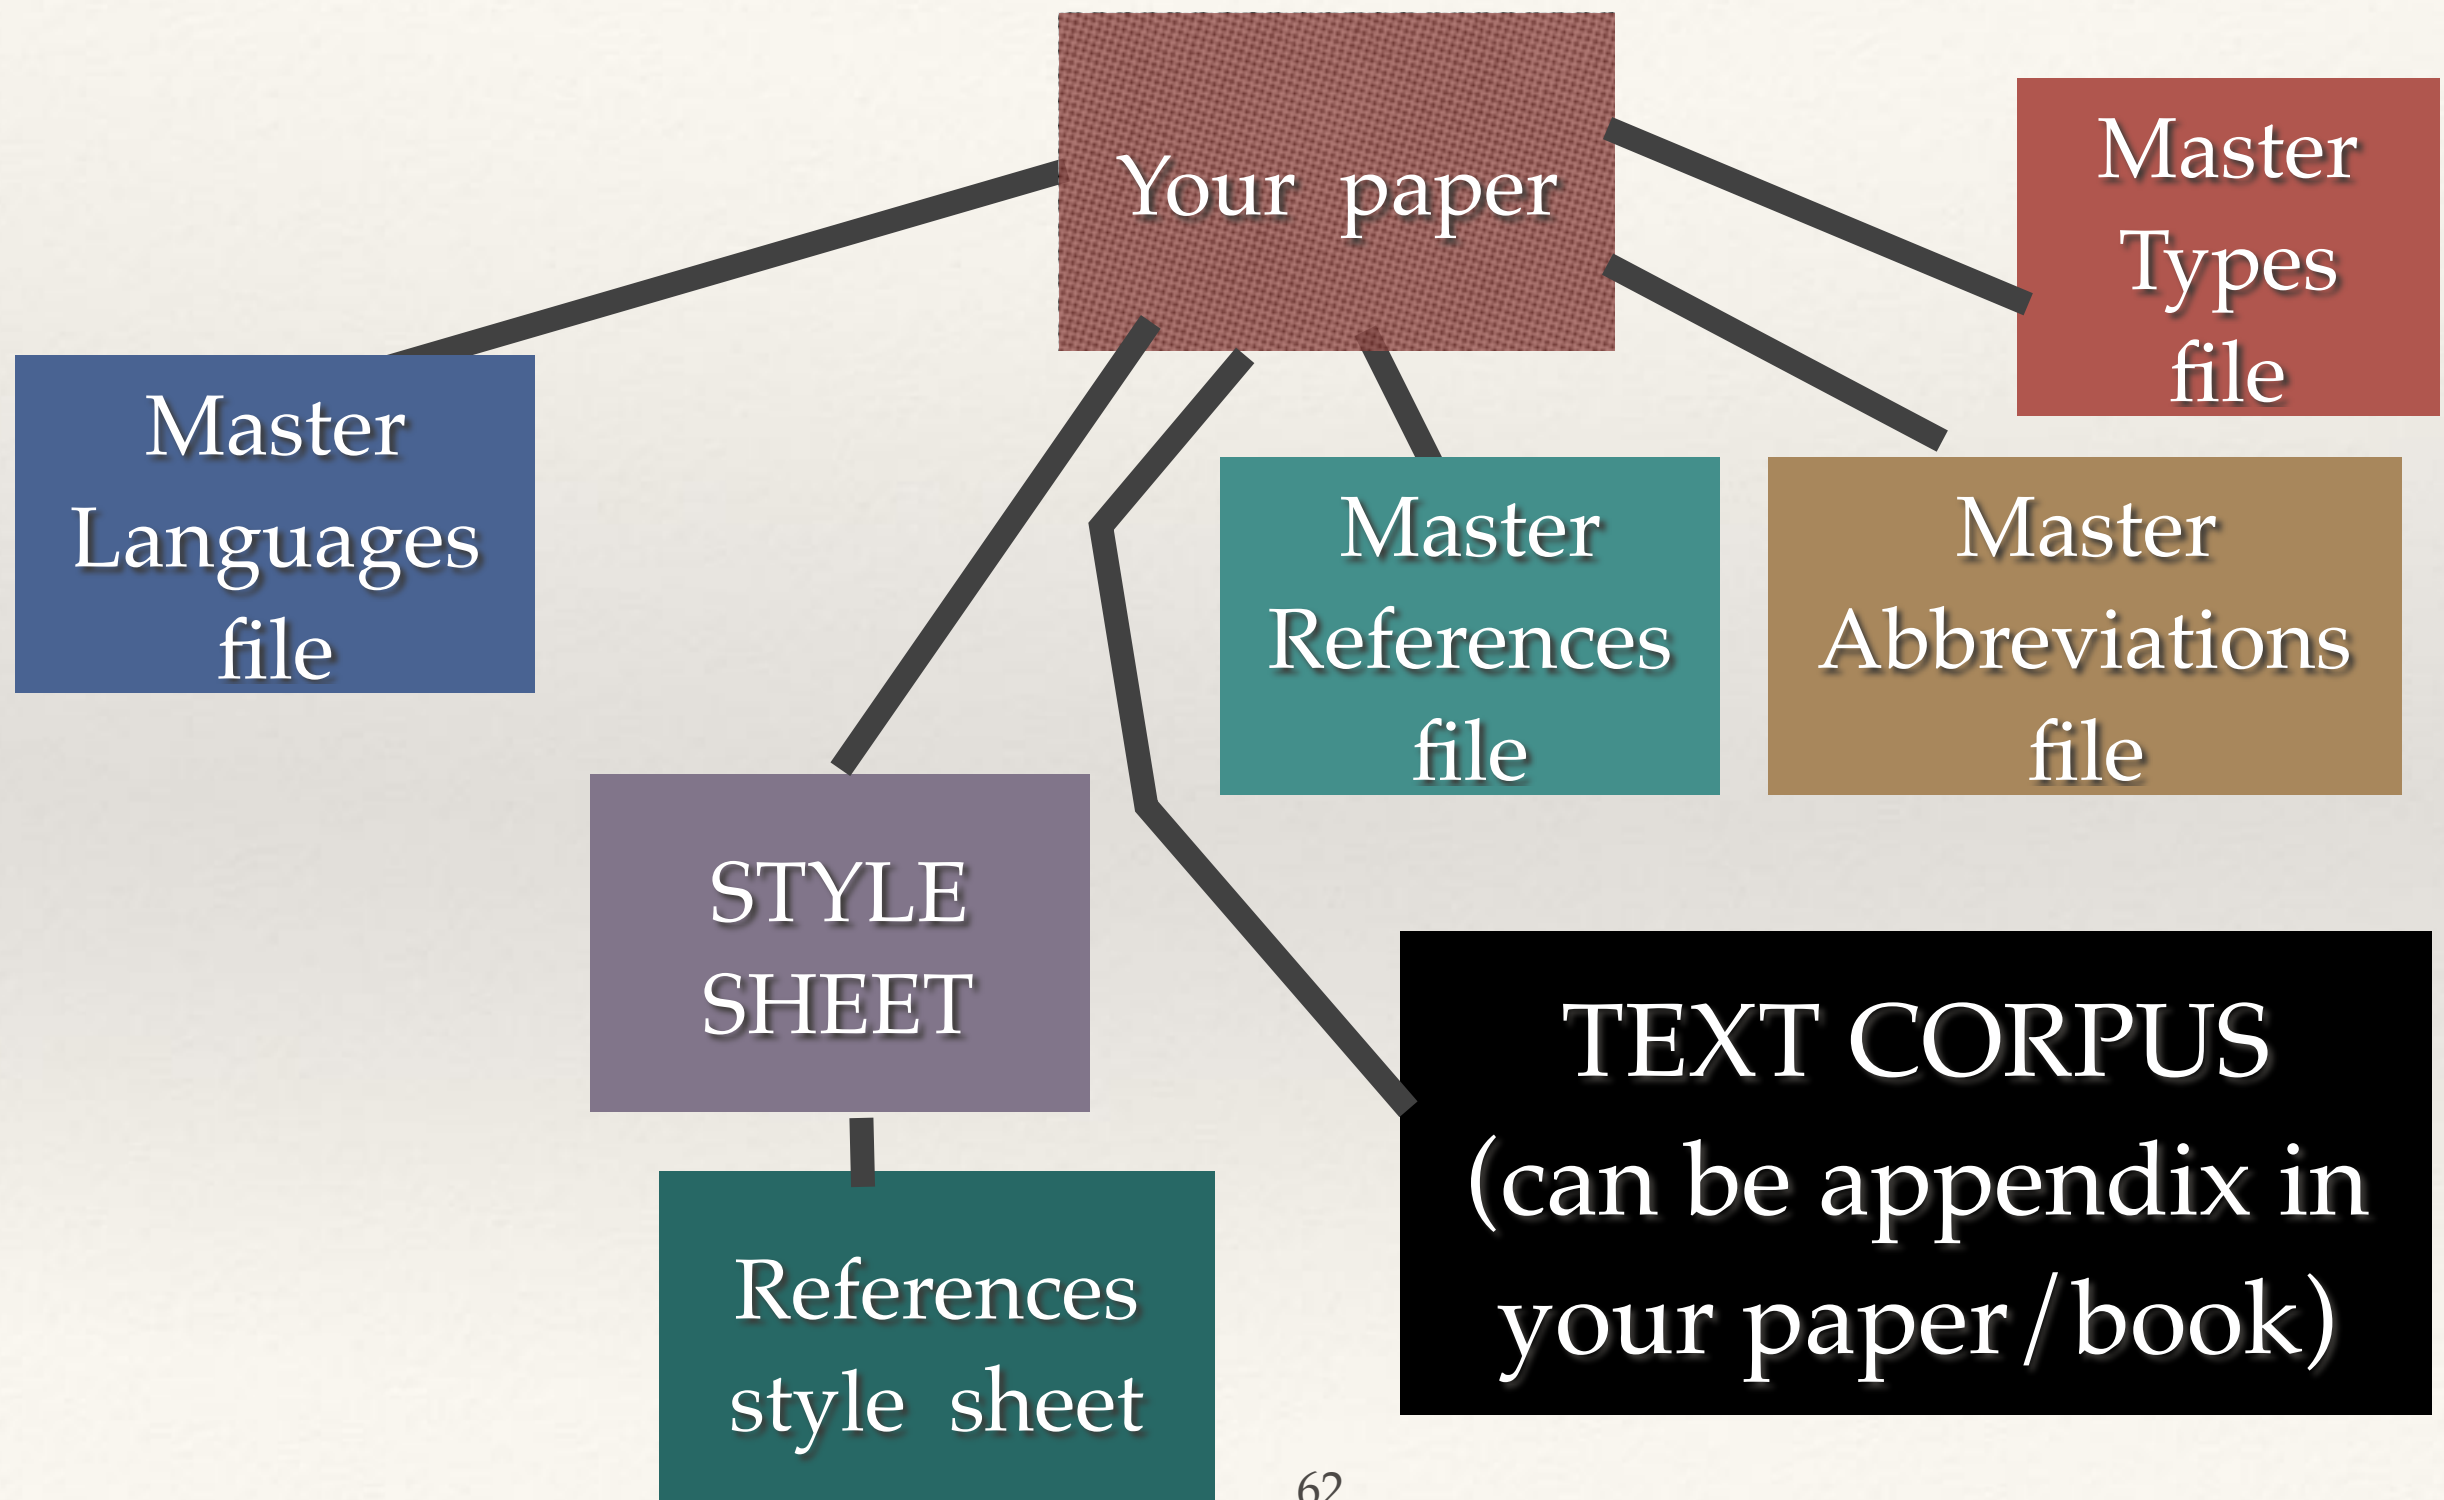 Your paper
Master
Types
file
Master
Languages
file
Master
References
file
Master
Abbreviations
file
STYLE
SHEET
TEXT CORPUS
(can be appendix in
your paper/book)
References
style sheet
62